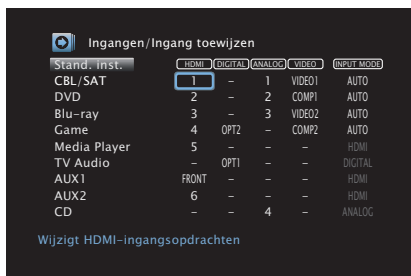 Ingangen/Ingang toewijzen
Stand. inst. HDMI DIGITAL ANALOG VIDEO INPUT MODE
CBL/SAT 1 – 1 VIDEO1 AUTO
DVD 2 – 2 COMP1 AUTO
Blu-ray 3 – 3 VIDEO2 AUTO
Game 4 OPT2 – COMP2 AUTO
Media Player 5 – – – HDMI
TV Audio – OPT1 – – DIGITAL
AUX1 FRONT – – – HDMI
AUX2 6 – – – HDMI
CD – – 4 – ANALOG
Wijzigt HDMI-ingangsopdrachten